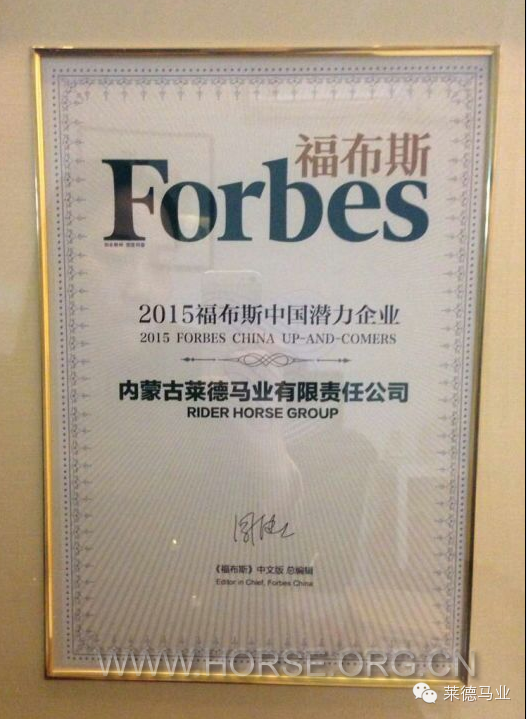 福布斯
Forbes
2015福布斯中国潜力企业
2015 FORBES CHINA UP-AND-COMERS
内蒙古莱德马业有限责任公司
RIDER HORSE GROUP
《福布斯》中文版 总编辑
Editor in Chief, Forbes China
WWW.HORSE.ORG.CN
莱德马业